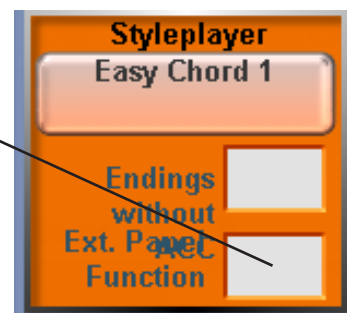 Styleplayer
Easy Chord 1
Endings
without
ACC
Ext. Panel
Function